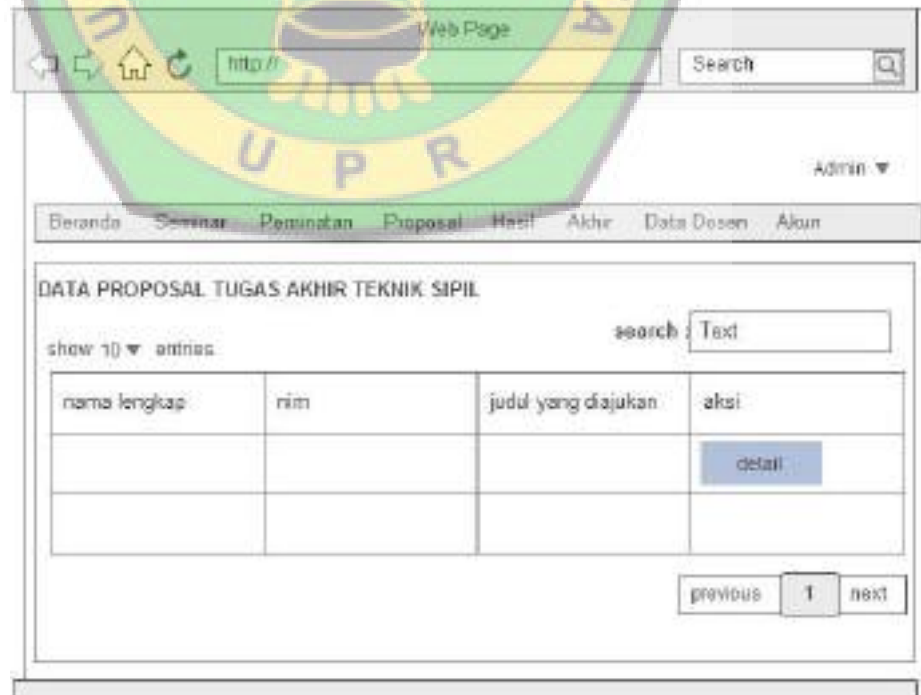 Web Page
http:// Search
U P R
Admin
Beranda Seminar Peminatan Proposal Hasil Akhir Data Dosen Akun
DATA PROPOSAL TUGAS AKHIR TEKNIK SIPIL
search : Text
show 10 entries
nama lengkap nim judul yang diajukan aksi
detail
previous 1 next